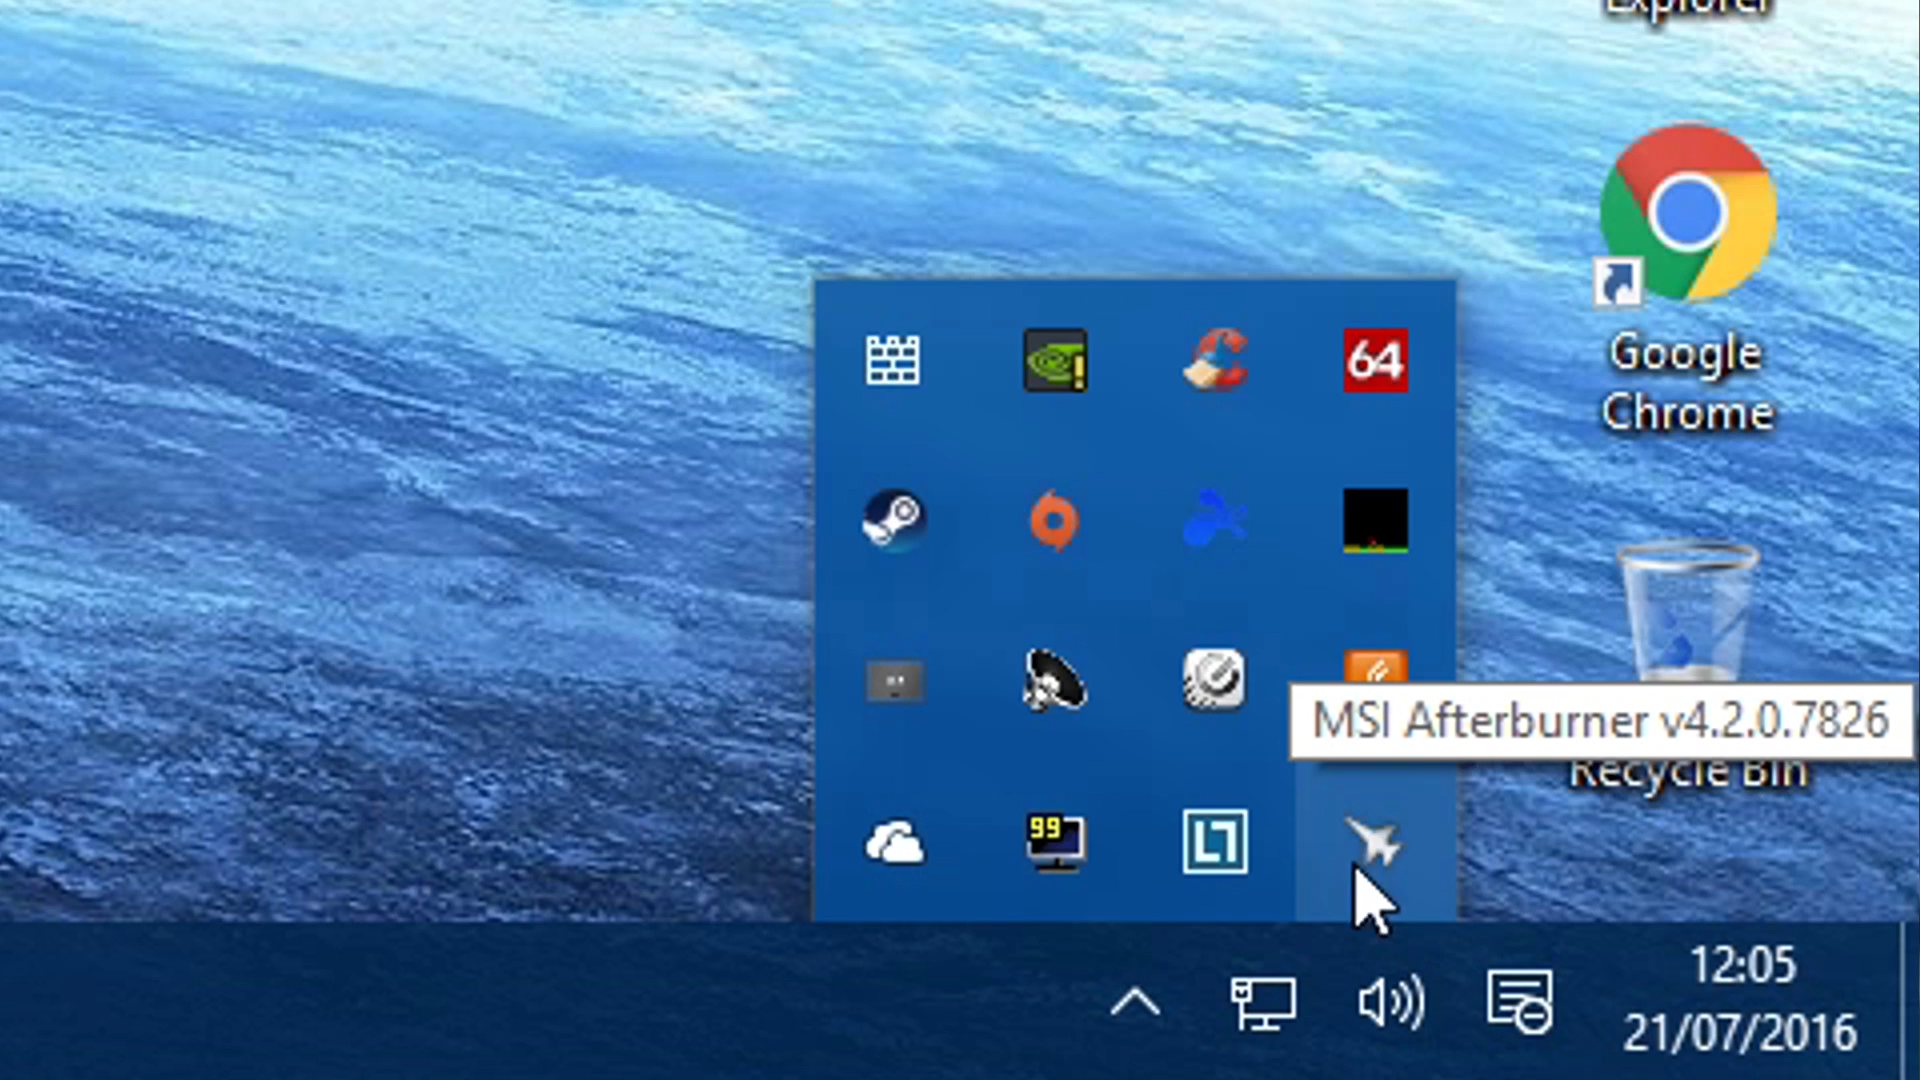 Explorer
Google
Chrome
64
MSI Afterburner v4.2.0.7826
Recycle Bin
99
12:05
21/07/2016